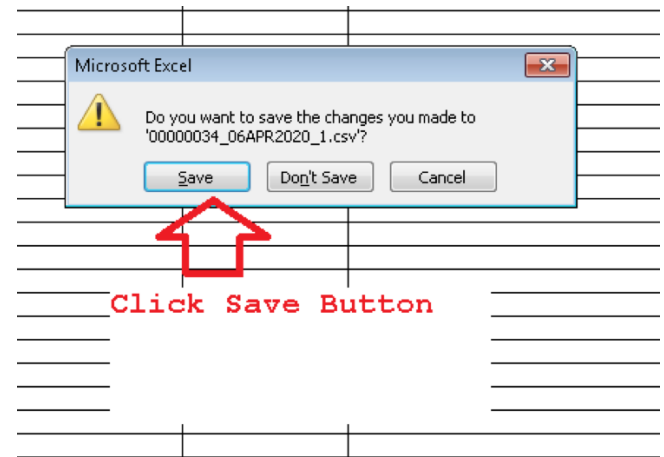 Microsoft Excel
Do you want to save the changes you made to
'00000034_06APR2020_1.csv'?
Save
Don't Save
Cancel
Click Save Button